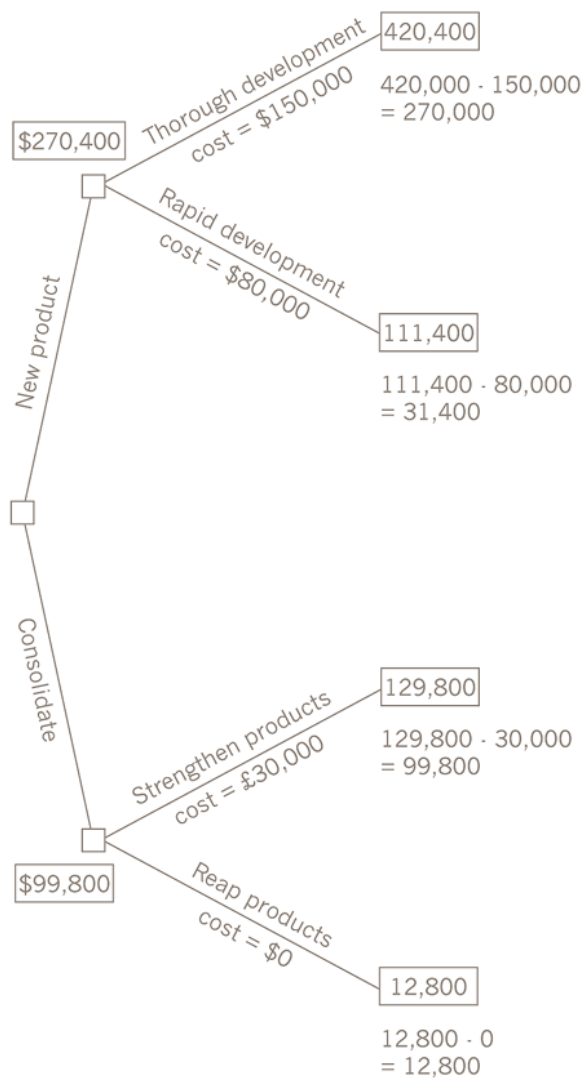 420,400
Thorough development
cost = $150,000
420,000 - 150,000
= 270,000
$270,400
Rapid development
cost = $80,000
New product
111,400
111,400 - 80,000
= 31,400
Consolidate
129,800
Strengthen products
cost = £30,000
129,800 - 30,000
= 99,800
$99,800
Reap products
cost = $0
12,800
12,800 - 0
= 12,800